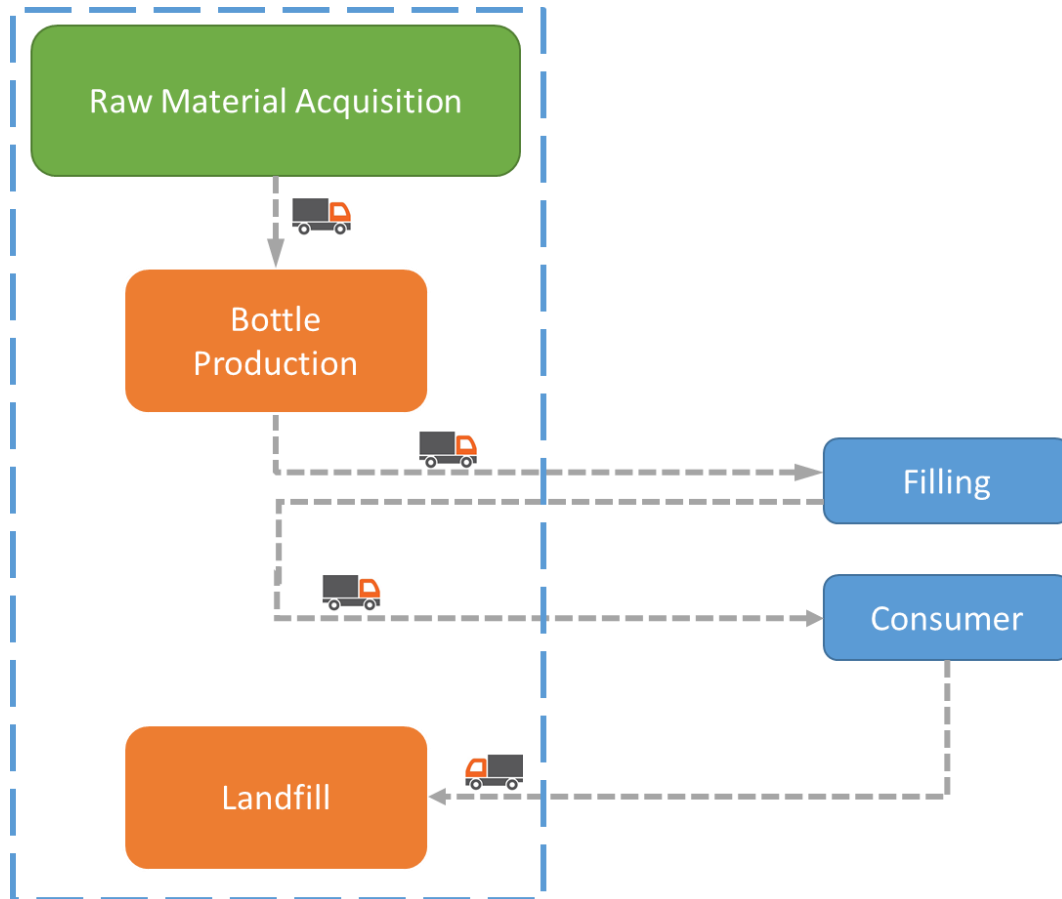 Raw Material Acquisition
Bottle
Production
Filling
Consumer
Landfill